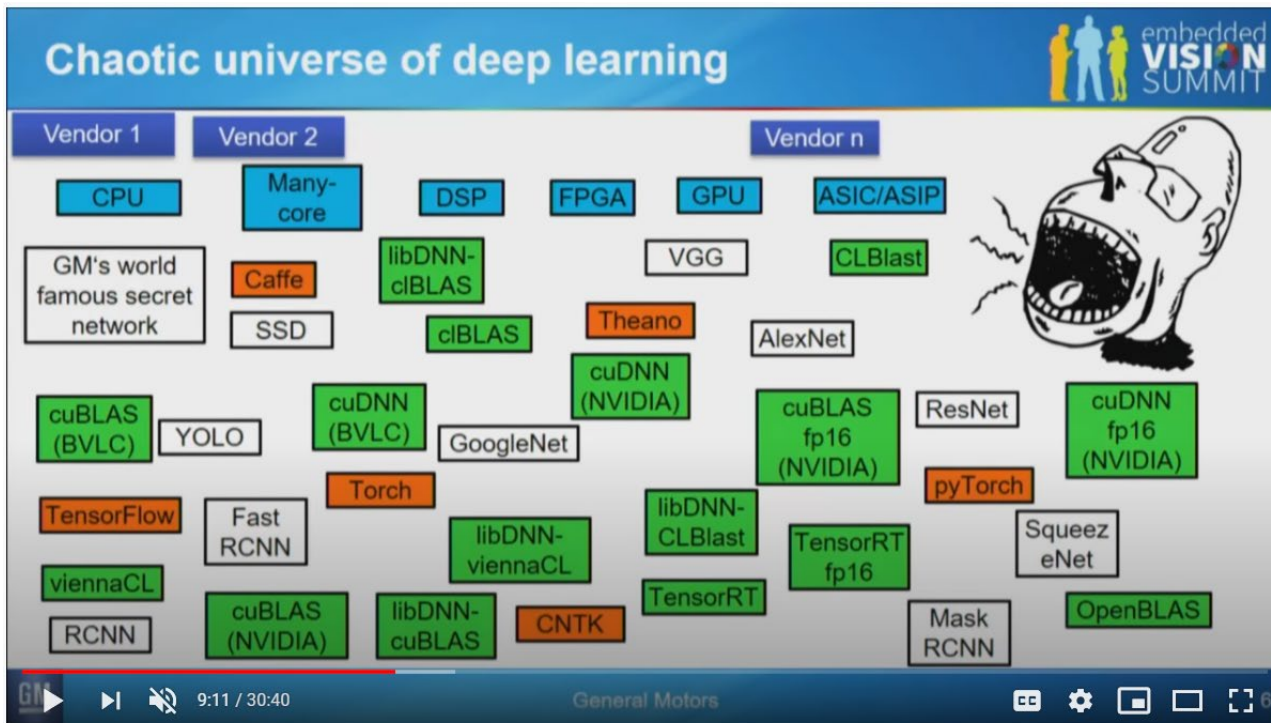 Chaotic universe of deep learning
embedded
VISION
SUMMIT
Vendor 1
Vendor 2
Vendor n
CPU
Many-
core
DSP
FPGA
GPU
ASIC/ASIP
GM's world
famous secret
network
Caffe
SSD
libDNN-
clBLAS
clBLAS
Theano
VGG
CLBlast
AlexNet
cuBLAS
(BVLC)
YOLO
cuDNN
(BVLC)
GoogleNet
cuDNN
(NVIDIA)
cuBLAS
fp16
(NVIDIA)
ResNet
cuDNN
fp16
(NVIDIA)
TensorFlow
Fast
RCNN
Torch
libDNN-
viennaCL
libDNN-
CLBlast
TensorRT
fp16
pyTorch
Squeez
eNet
viennaCL
RCNN
cuBLAS
(NVIDIA)
libDNN-
cuBLAS
CNTK
TensorRT
Mask
RCNN
OpenBLAS
GM
9:11 / 30:40
General Motors
CC
6